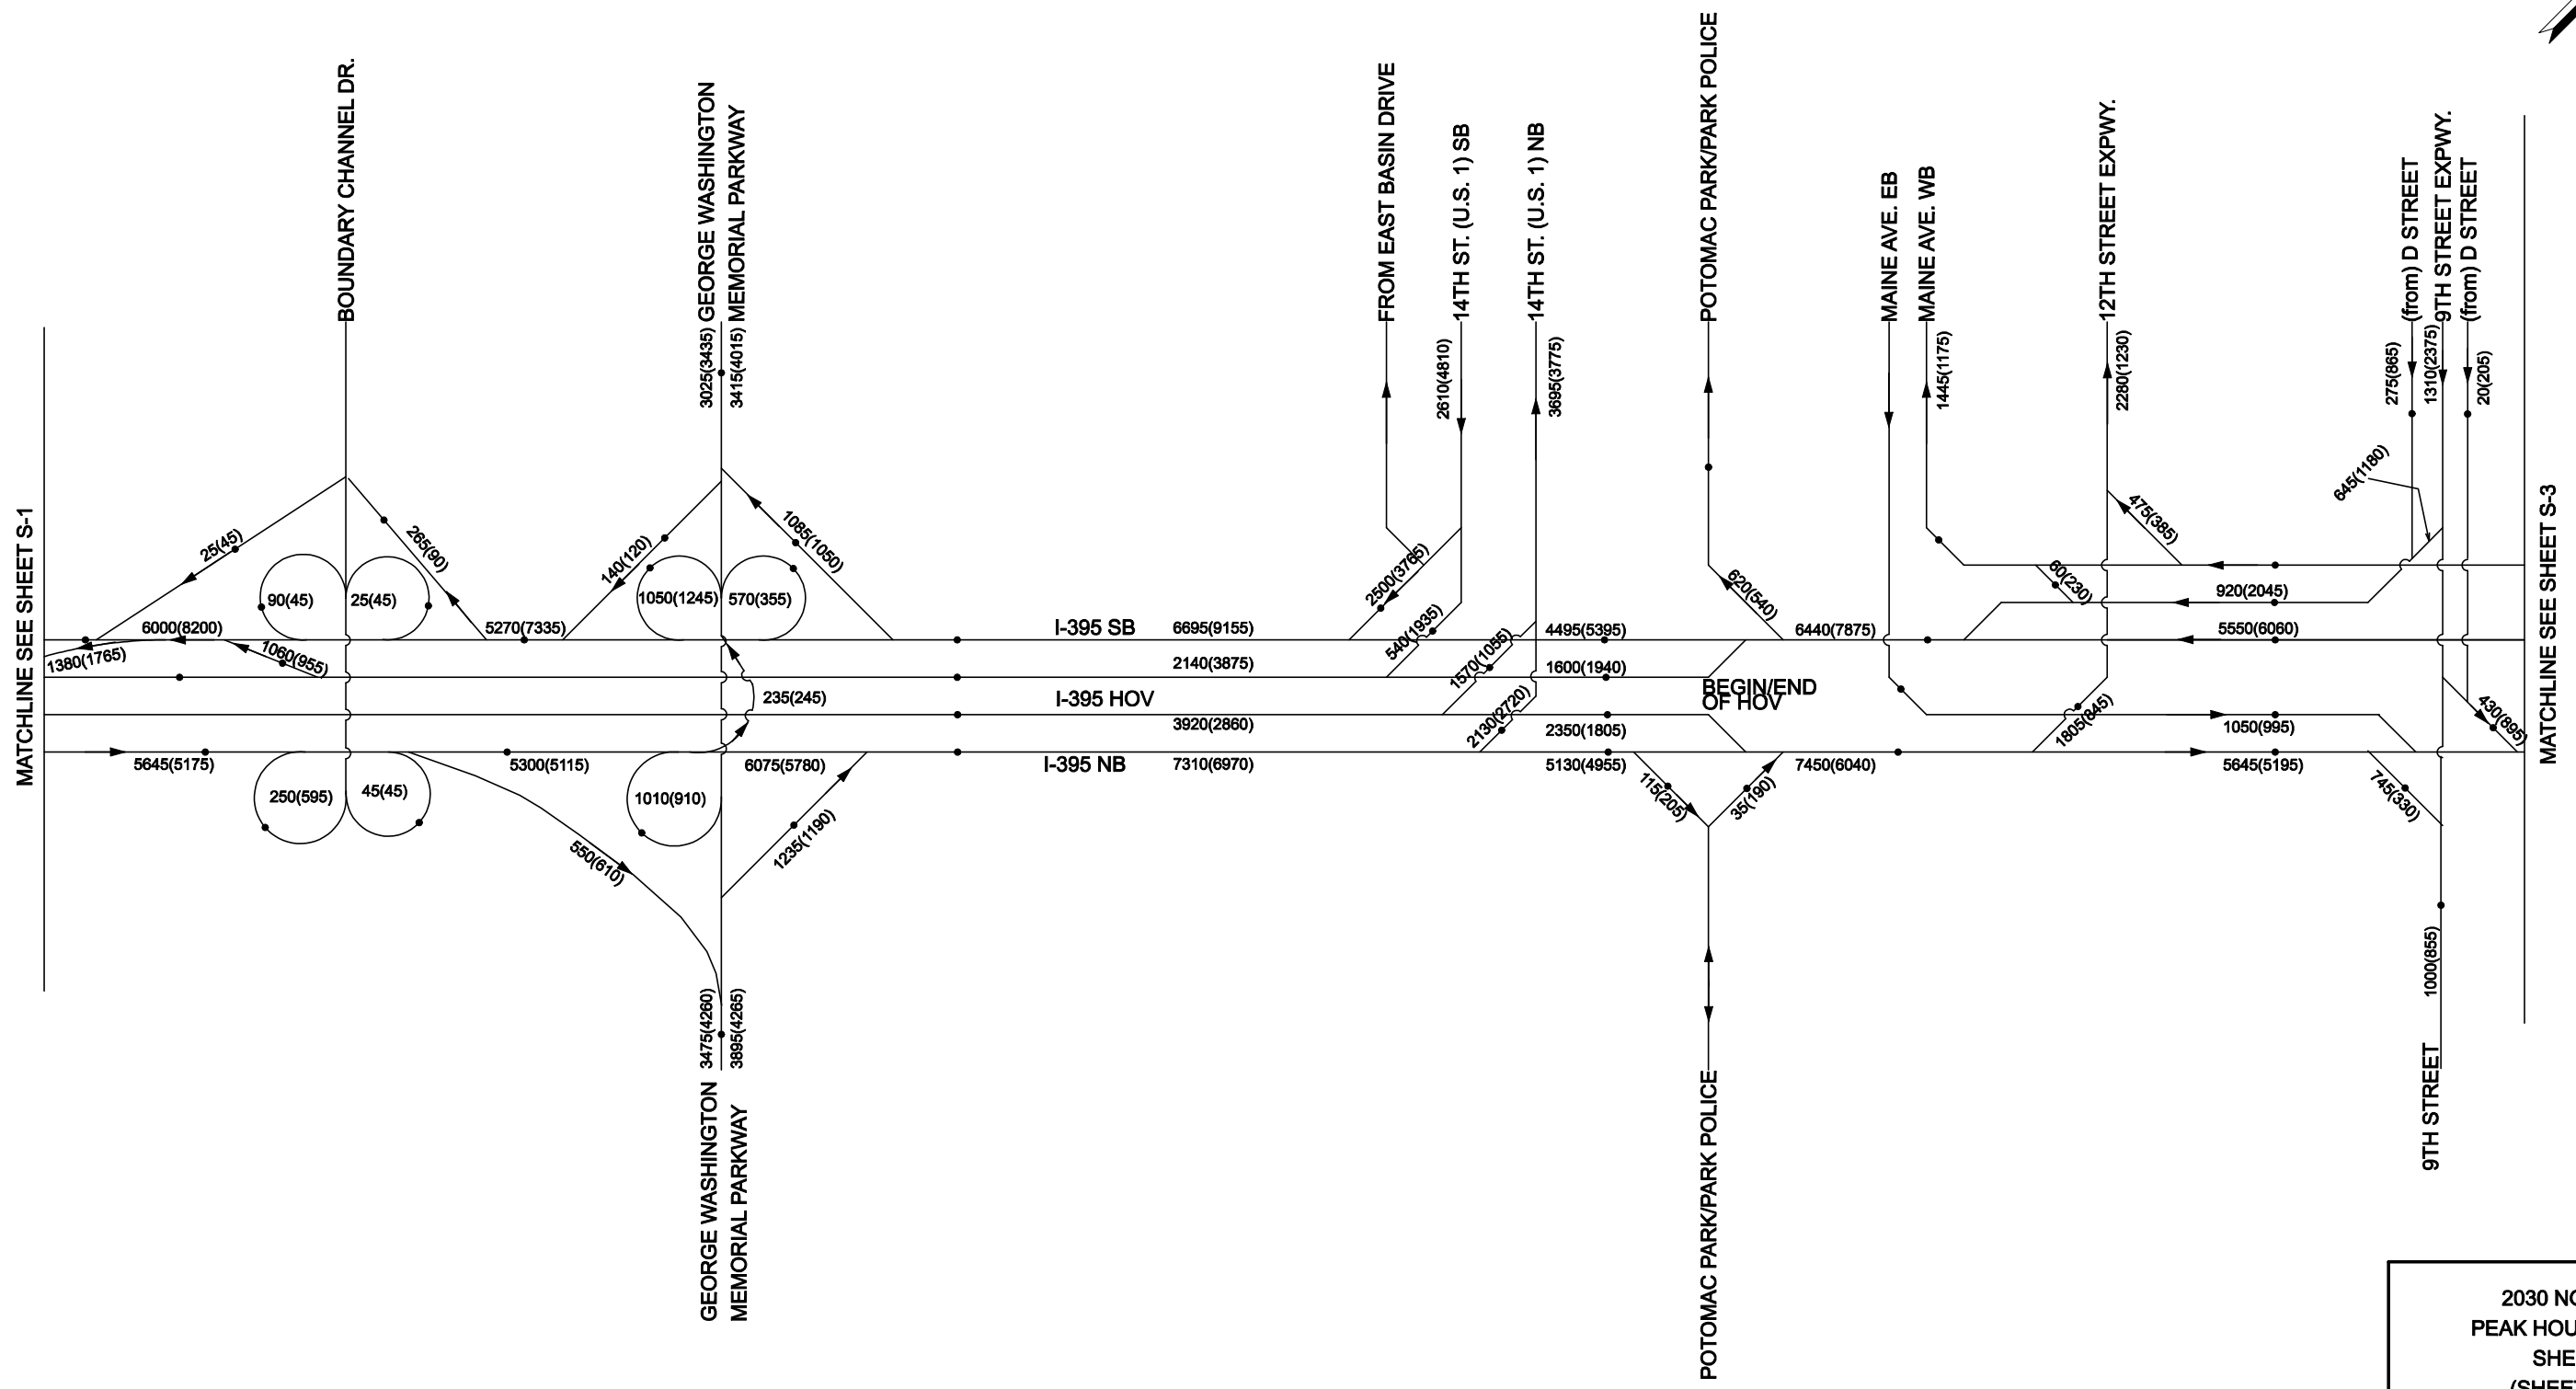 BOUNDARY CHANNEL DR.
GEORGE WASHINGTON
MEMORIAL PARKWAY
3025(3435)
3415(4015)
FROM EAST BASIN DRIVE
14TH ST. (U.S. 1) SB
14TH ST. (U.S. 1) NB
POTOMAC PARK/PARK POLICE
MAINE AVE. EB
MAINE AVE. WB
12TH STREET EXPWY.
(from) D STREET
9TH STREET EXPWY.
(from) D STREET
2610(4810)
3695(3775)
1445(1175)
2280(1230)
275(865)
1310(2375)
20(205)
645(1180)
MATCHLINE SEE SHEET S-1
MATCHLINE SEE SHEET S-3
25(45)
265(90)
140(120)
1085(1050)
2500(3765)
620(540)
475(385)
60(230)
920(2045)
90(45)
25(45)
1050(1245)
570(355)
6000(8200)
5270(7335)
I-395 SB
6695(9155)
540(1935)
4495(5395)
6440(7875)
5550(6060)
1380(1765)
1060(955)
2140(3875)
1570(1055)
1600(1940)
235(245)
I-395 HOV
BEGIN/END
OF HOV
3920(2860)
2130(2720)
2350(1805)
1805(845)
1050(995)
430(895)
5645(5175)
5300(5115)
6075(5780)
I-395 NB
7310(6970)
5130(4955)
7450(6040)
5645(5195)
250(595)
45(45)
1010(910)
1235(1190)
550(610)
115(205)
35(190)
745(330)
1000(855)
9TH STREET
3475(4260)
3895(4265)
GEORGE WASHINGTON
MEMORIAL PARKWAY
POTOMAC PARK/PARK POLICE
2030
PEAK